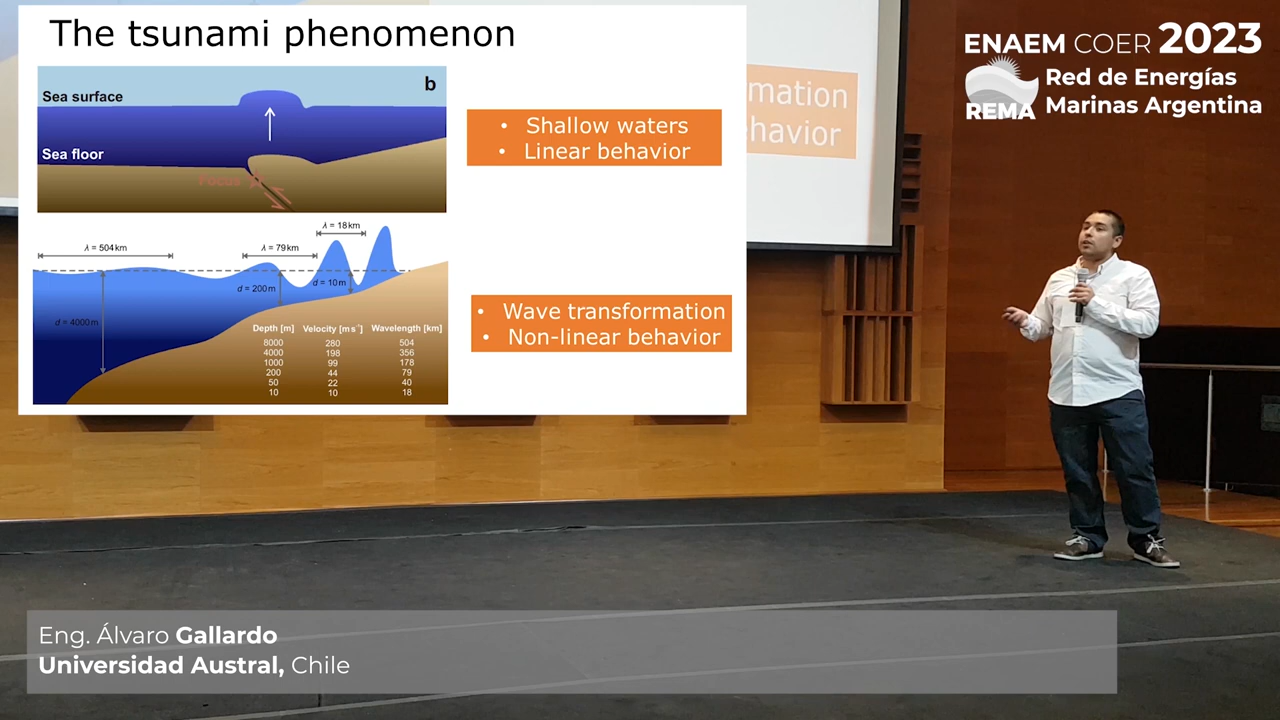 The tsunami phenomenon
b
Sea surface
Sea floor
Focus
• Shallow waters
• Linear behavior
λ = 504 km
λ = 79 km
λ = 18 km
d = 4000 m
d = 200 m
d = 10 m
Depth [m] Velocity [m s⁻¹] Wavelength [km]
8000 280 504
4000 198 356
1000 99 178
200 44 79
50 22 40
10 10 18
• Wave transformation
• Non-linear behavior
mation
havior
ENAEM COER 2023
REMA
Red de Energías
Marinas Argentina
Eng. Álvaro Gallardo
Universidad Austral, Chile